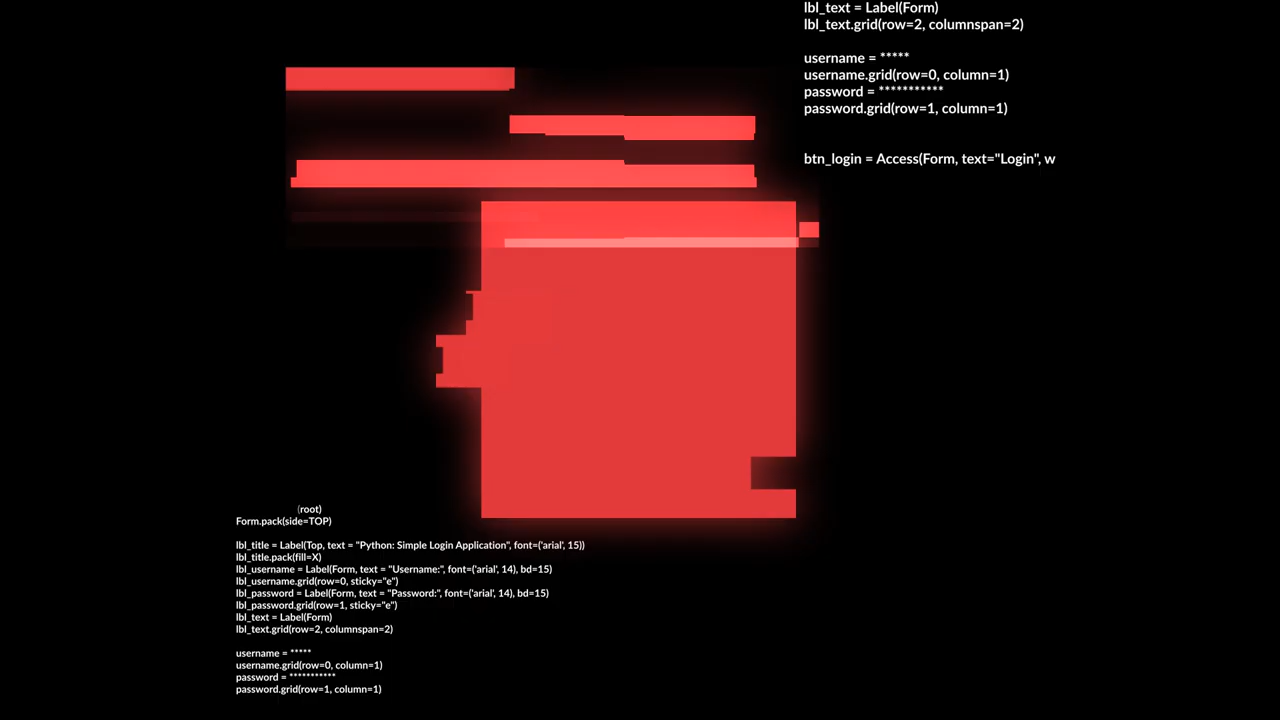 lbl_text = Label(Form)
lbl_text.grid(row=2, columnspan=2)
username = *****
username.grid(row=0, column=1)
password = ***********
password.grid(row=1, column=1)
btn_login = Access(Form, text="Login", w
(root)
Form.pack(side=TOP)
lbl_title = Label(Top, text = "Python: Simple Login Application", font=('arial', 15))
lbl_title.pack(fill=X)
lbl_username = Label(Form, text = "Username:", font=('arial', 14), bd=15)
lbl_username.grid(row=0, sticky="e")
lbl_password = Label(Form, text = "Password:", font=('arial', 14), bd=15)
lbl_password.grid(row=1, sticky="e")
lbl_text = Label(Form)
lbl_text.grid(row=2, columnspan=2)
username = *****
username.grid(row=0, column=1)
password = ***********
password.grid(row=1, column=1)